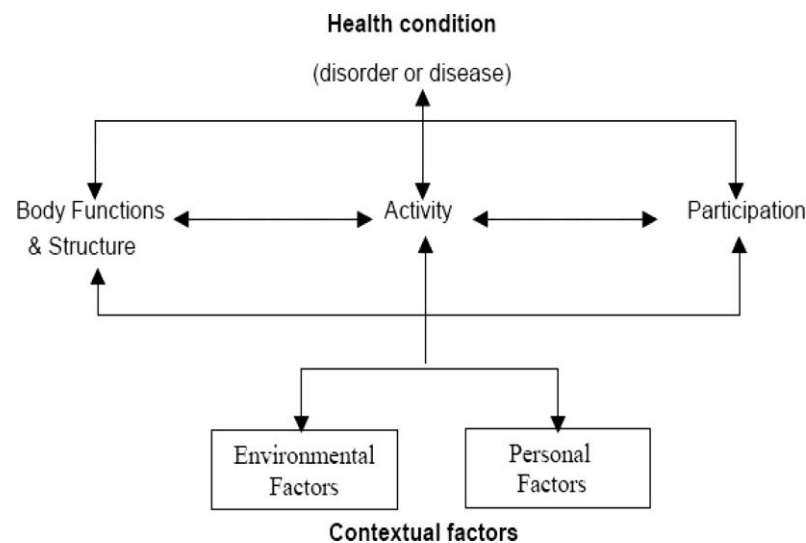 Health condition
(disorder or disease)
Body Functions
& Structure
Activity
Participation
Environmental
Factors
Personal
Factors
Contextual factors